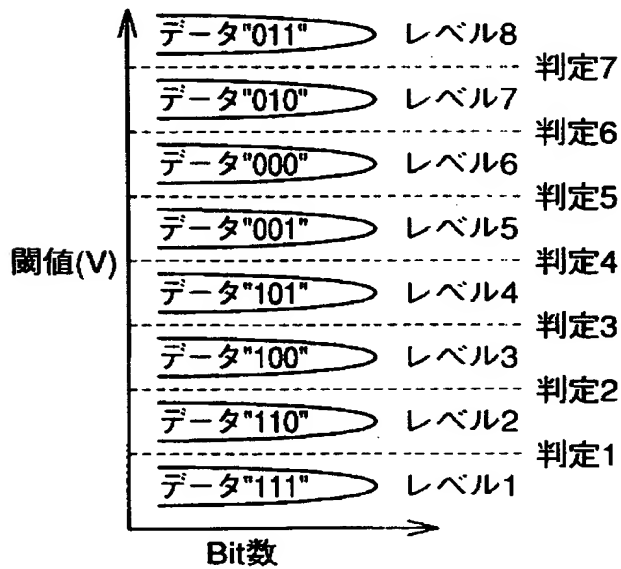 データ"011" レベル8
判定7
データ"010" レベル7
判定6
データ"000" レベル6
判定5
データ"001" レベル5
閾値(V)
判定4
データ"101" レベル4
判定3
データ"100" レベル3
判定2
データ"110" レベル2
判定1
データ"111" レベル1
Bit数